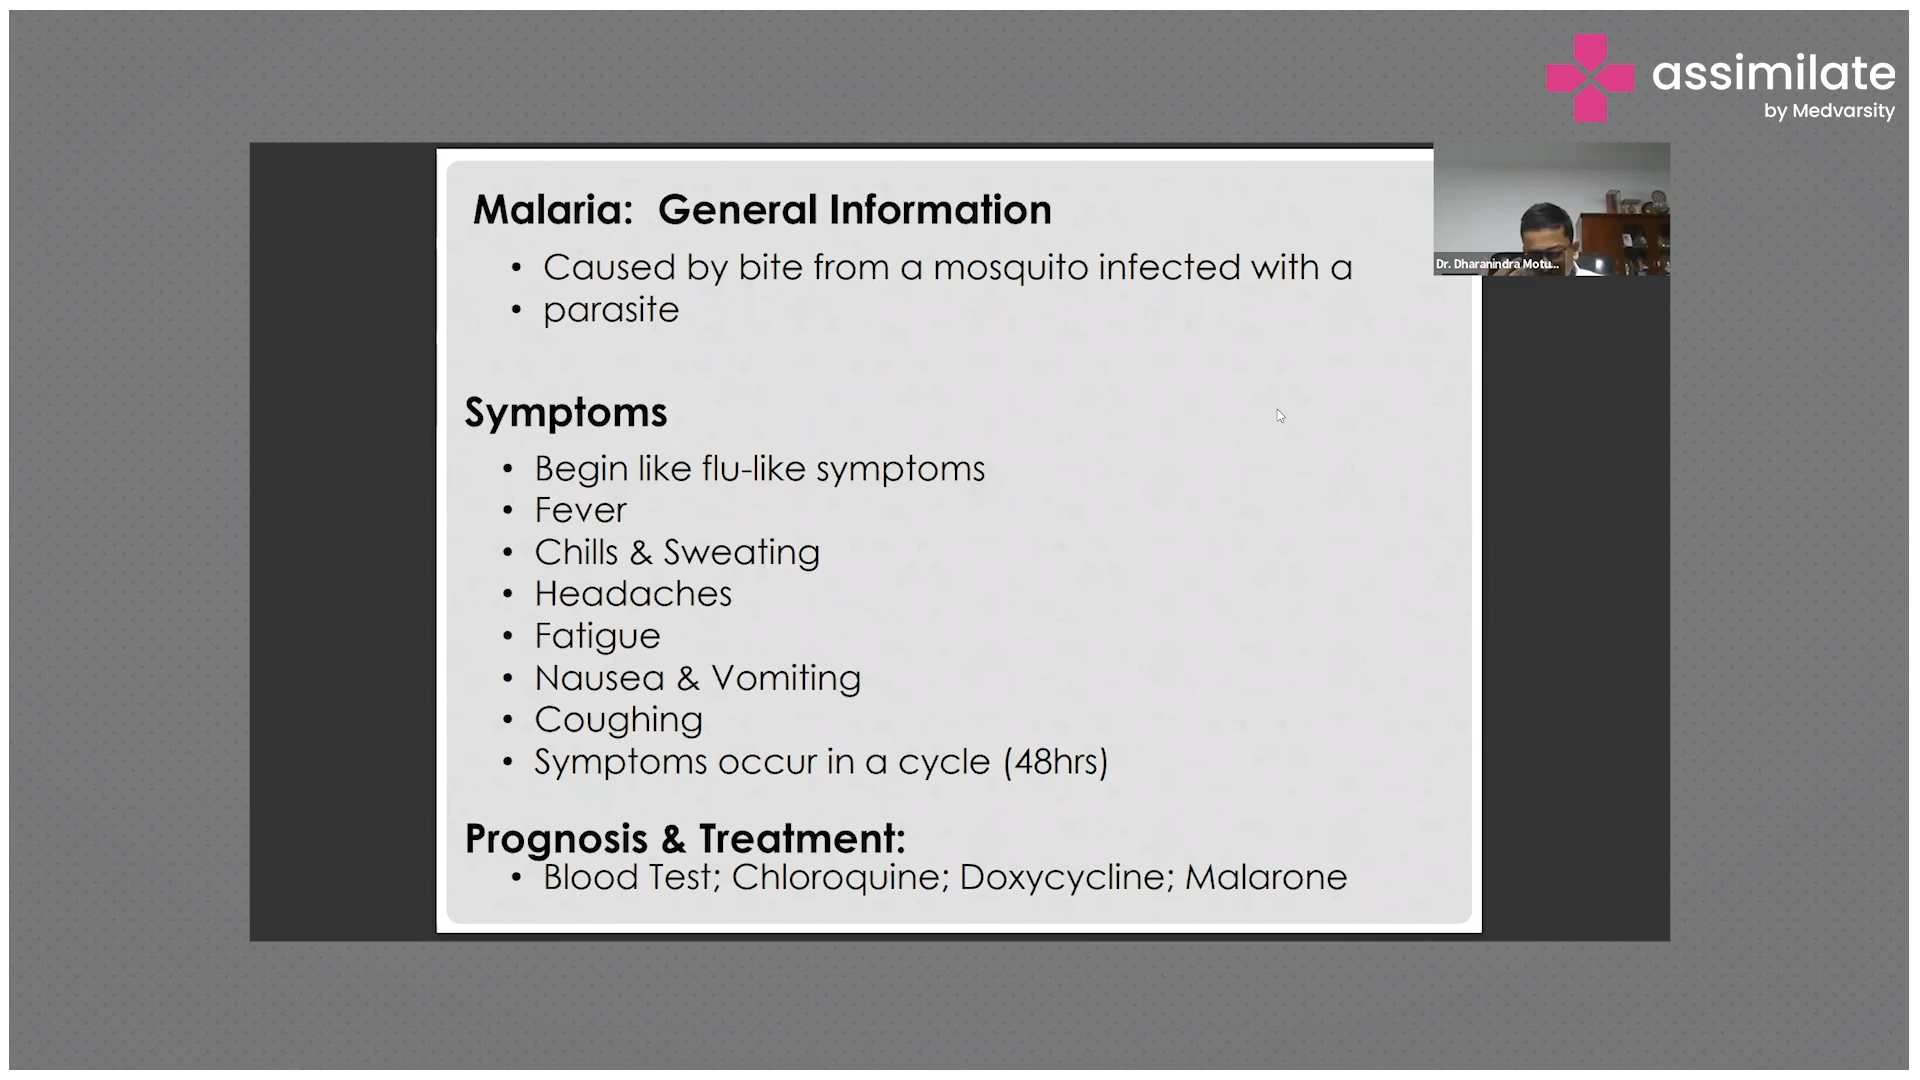 assimilate
by Medvarsity
Malaria: General Information
• Caused by bite from a mosquito infected with a
• parasite
Dr. Dharanindra Motu...
Symptoms
• Begin like flu-like symptoms
• Fever
• Chills & Sweating
• Headaches
• Fatigue
• Nausea & Vomiting
• Coughing
• Symptoms occur in a cycle (48hrs)
Prognosis & Treatment:
• Blood Test; Chloroquine; Doxycycline; Malarone